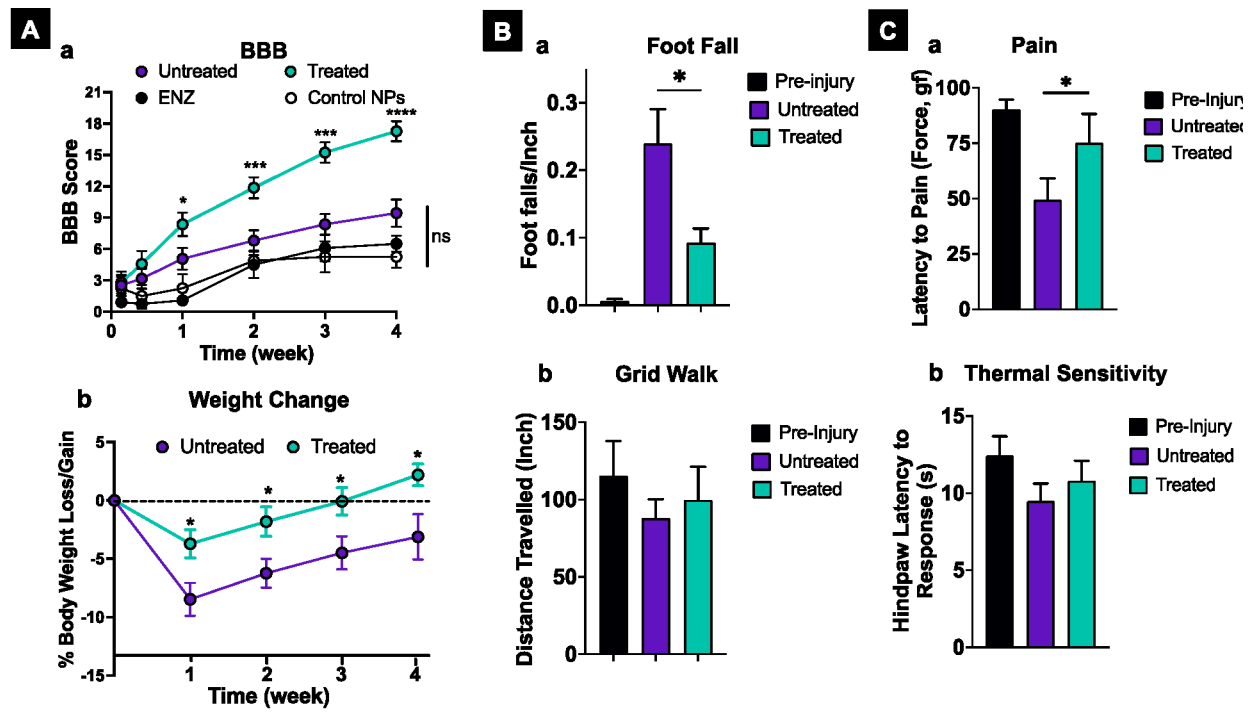 A
a
BBB
Untreated
Treated
ENZ
Control NPs
BBB Score
21
18
15
12
9
6
3
0
*
***
***
****
ns
0
1
2
3
4
Time (week)
b
Weight Change
Untreated
Treated
% Body Weight Loss/Gain
5
0
-5
-10
-15
*
*
*
*
1
2
3
4
Time (week)
B
a
Foot Fall
Foot falls/Inch
0.3
0.2
0.1
0.0
*
Pre-injury
Untreated
Treated
b
Grid Walk
Distance Travelled (Inch)
150
100
50
0
Pre-Injury
Untreated
Treated
C
a
Pain
Latency to Pain (Force, gf)
100
75
50
25
0
*
Pre-Injury
Untreated
Treated
b
Thermal Sensitivity
Hindpaw Latency to
Response (s)
15
10
5
0
Pre-Injury
Untreated
Treated